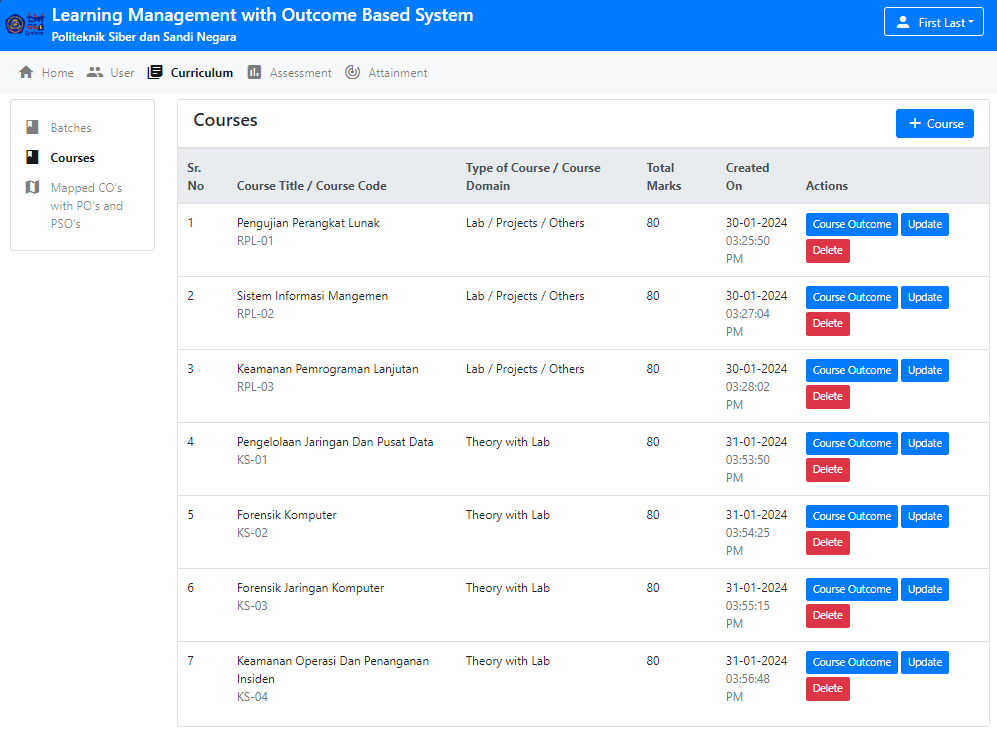 Learning Management with Outcome Based System
Politeknik Siber dan Sandi Negara
First Last
Home
User
Curriculum
Assessment
Attainment
Batches
Courses
Mapped CO's
with PO's and
PSO's
Courses
+ Course
Sr.
No
Course Title / Course Code
Type of Course / Course
Domain
Total
Marks
Created
On
Actions
1
Pengujian Perangkat Lunak
RPL-01
Lab / Projects / Others
80
30-01-2024
03:25:50
PM
Course Outcome
Update
Delete
2
Sistem Informasi Mangemen
RPL-02
Lab / Projects / Others
80
30-01-2024
03:27:04
PM
Course Outcome
Update
Delete
3
Keamanan Pemrograman Lanjutan
RPL-03
Lab / Projects / Others
80
30-01-2024
03:28:02
PM
Course Outcome
Update
Delete
4
Pengelolaan Jaringan Dan Pusat Data
KS-01
Theory with Lab
80
31-01-2024
03:53:50
PM
Course Outcome
Update
Delete
5
Forensik Komputer
KS-02
Theory with Lab
80
31-01-2024
03:54:25
PM
Course Outcome
Update
Delete
6
Forensik Jaringan Komputer
KS-03
Theory with Lab
80
31-01-2024
03:55:15
PM
Course Outcome
Update
Delete
7
Keamanan Operasi Dan Penanganan
Insiden
KS-04
Theory with Lab
80
31-01-2024
03:56:48
PM
Course Outcome
Update
Delete